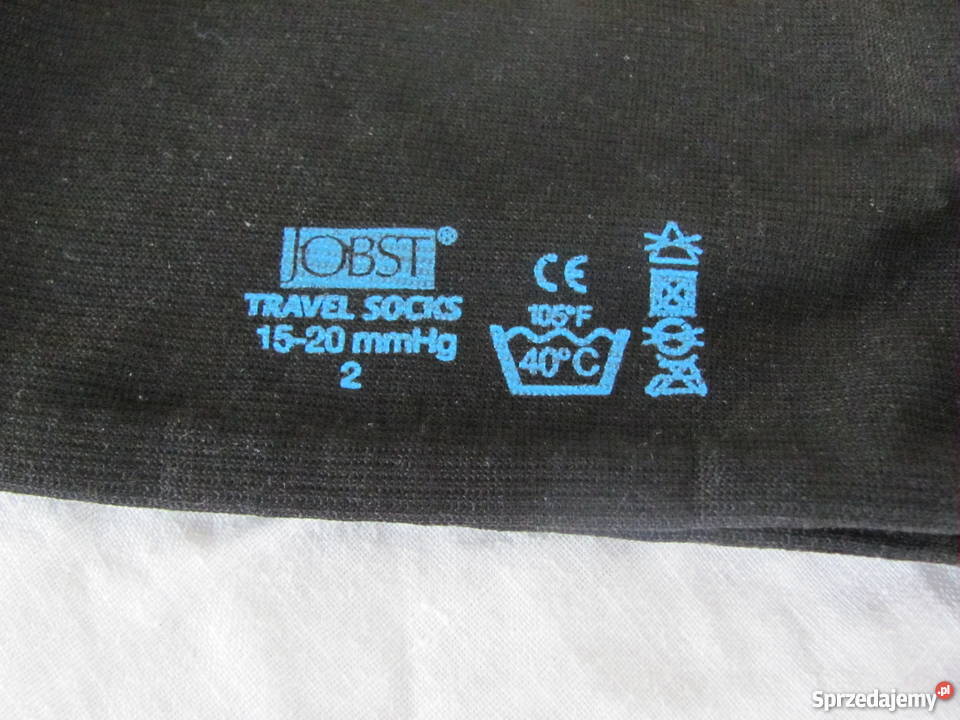 JOBST®
TRAVEL SOCKS
15-20 mmHg
2
CE
105°F
40°C
Sprzedajemy.pl